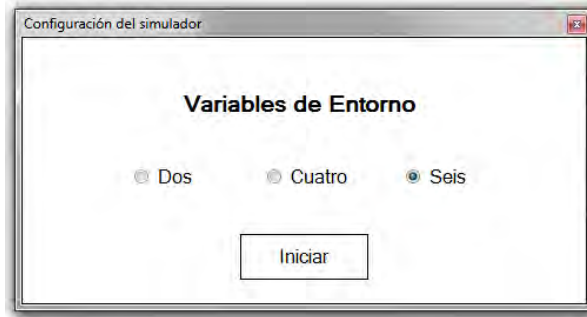 Configuración del simulador
Variables de Entorno
Dos Cuatro Seis
Iniciar